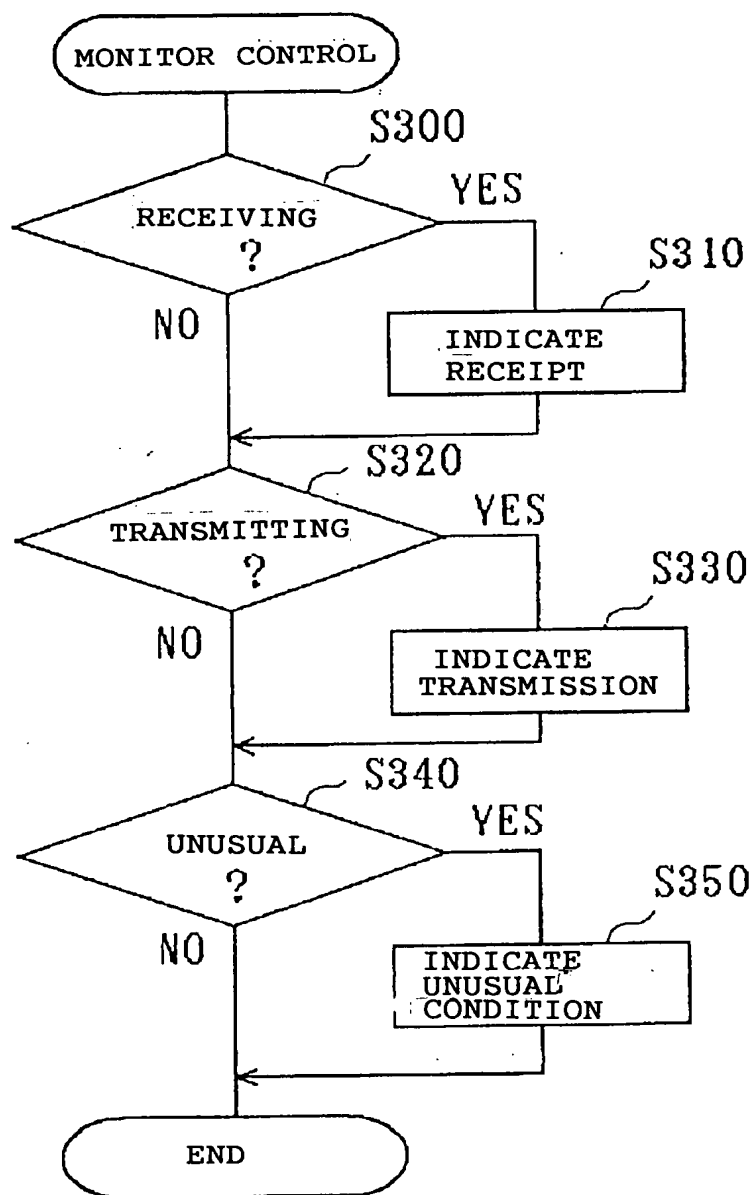 MONITOR CONTROL
S300
RECEIVING
?
YES
NO
S310
INDICATE
RECEIPT
S320
TRANSMITTING
?
YES
NO
S330
INDICATE
TRANSMISSION
S340
UNUSUAL
?
YES
NO
S350
INDICATE
UNUSUAL
CONDITION
END